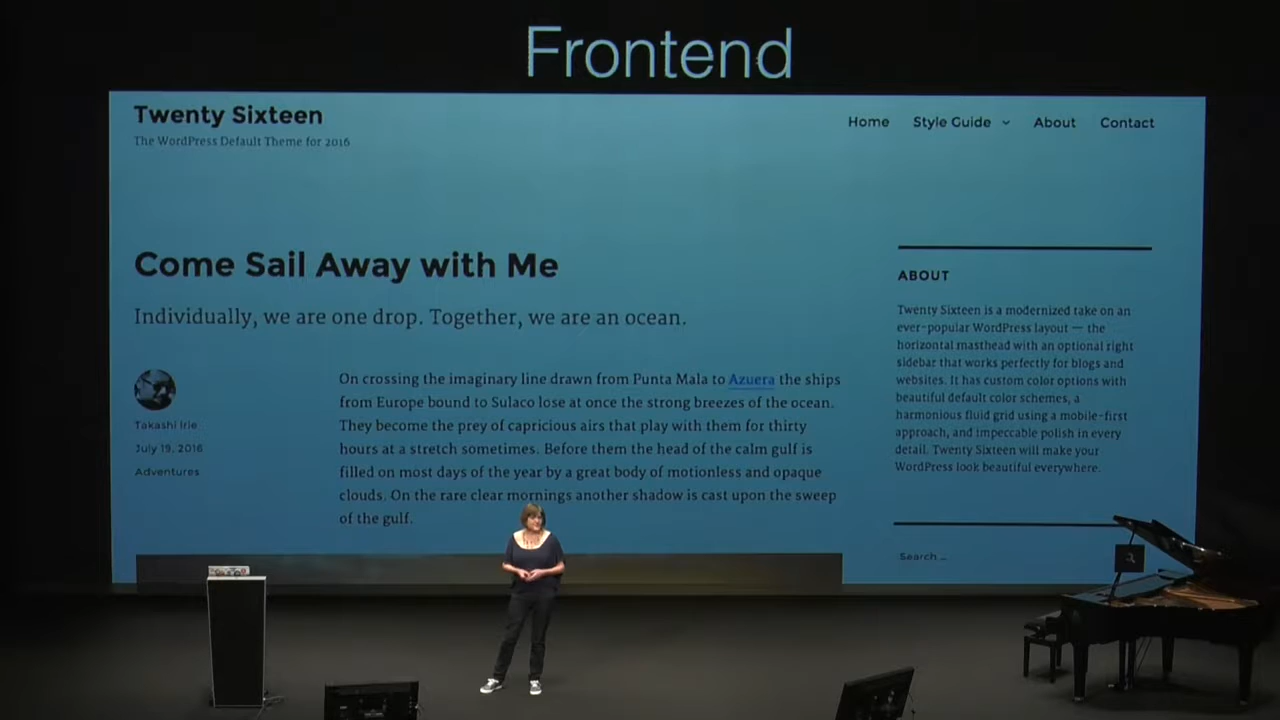 Frontend
Twenty Sixteen
The WordPress Default Theme for 2016
Home Style Guide About Contact
Come Sail Away with Me
Individually, we are one drop. Together, we are an ocean.
Takashi Irie
July 19, 2016
Adventures
On crossing the imaginary line drawn from Punta Mala to Azuera the ships
from Europe bound to Sulaco lose at once the strong breezes of the ocean.
They become the prey of capricious airs that play with them for thirty
hours at a stretch sometimes. Before them the head of the calm gulf is
filled on most days of the year by a great body of motionless and opaque
clouds. On the rare clear mornings another shadow is cast upon the sweep
of the gulf.
ABOUT
Twenty Sixteen is a modernized take on an
ever-popular WordPress layout — the
horizontal masthead with an optional right
sidebar that works perfectly for blogs and
websites. It has custom color options with
beautiful default color schemes, a
harmonious fluid grid using a mobile-first
approach, and impeccable polish in every
detail. Twenty Sixteen will make your
WordPress look beautiful everywhere.
Search …